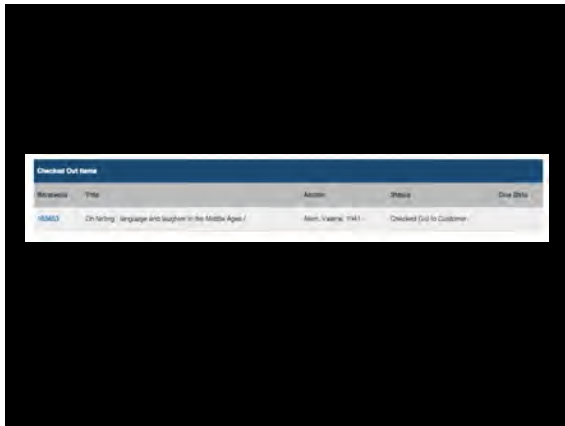 Checked Out Items
Title Author Status Due Date
On farting : language and laughter in the Middle Ages / Allen, Valerie, 1941- Checked Out to Customer